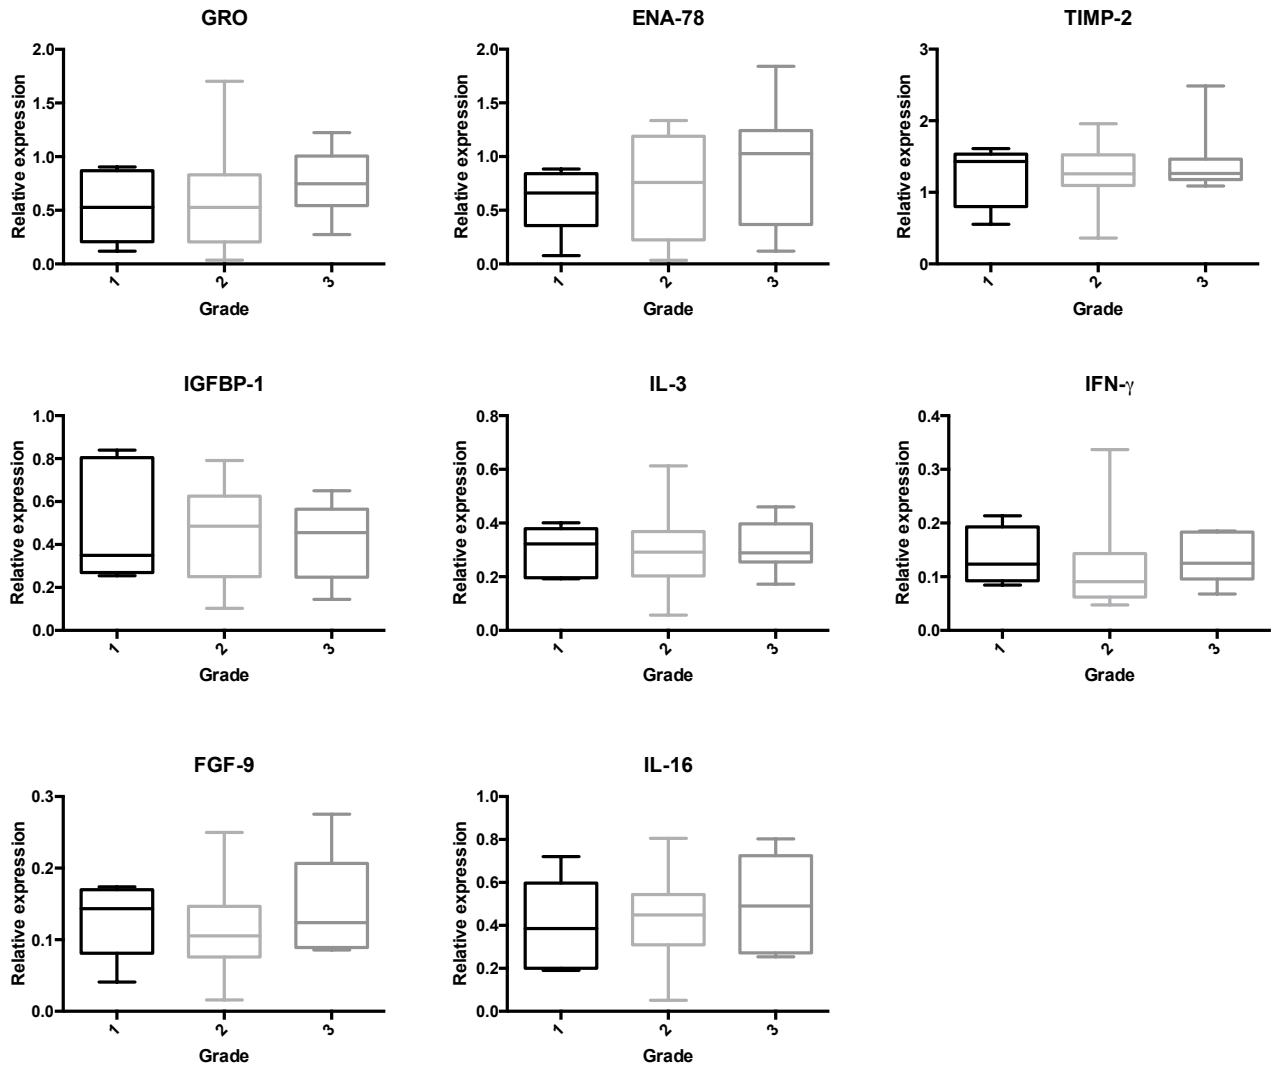 GRO
2.0
1.5
1.0
0.5
0.0
Relative expression
1 2 3
Grade
ENA-78
2.0
1.5
1.0
0.5
0.0
Relative expression
1 2 3
Grade
TIMP-2
3
2
1
0
Relative expression
1 2 3
Grade
IGFBP-1
1.0
0.8
0.6
0.4
0.2
0.0
Relative expression
1 2 3
Grade
IL-3
0.8
0.6
0.4
0.2
0.0
Relative expression
1 2 3
Grade
IFN-γ
0.4
0.3
0.2
0.1
0.0
Relative expression
1 2 3
Grade
FGF-9
0.3
0.2
0.1
0.0
Relative expression
1 2 3
Grade
IL-16
1.0
0.8
0.6
0.4
0.2
0.0
Relative expression
1 2 3
Grade